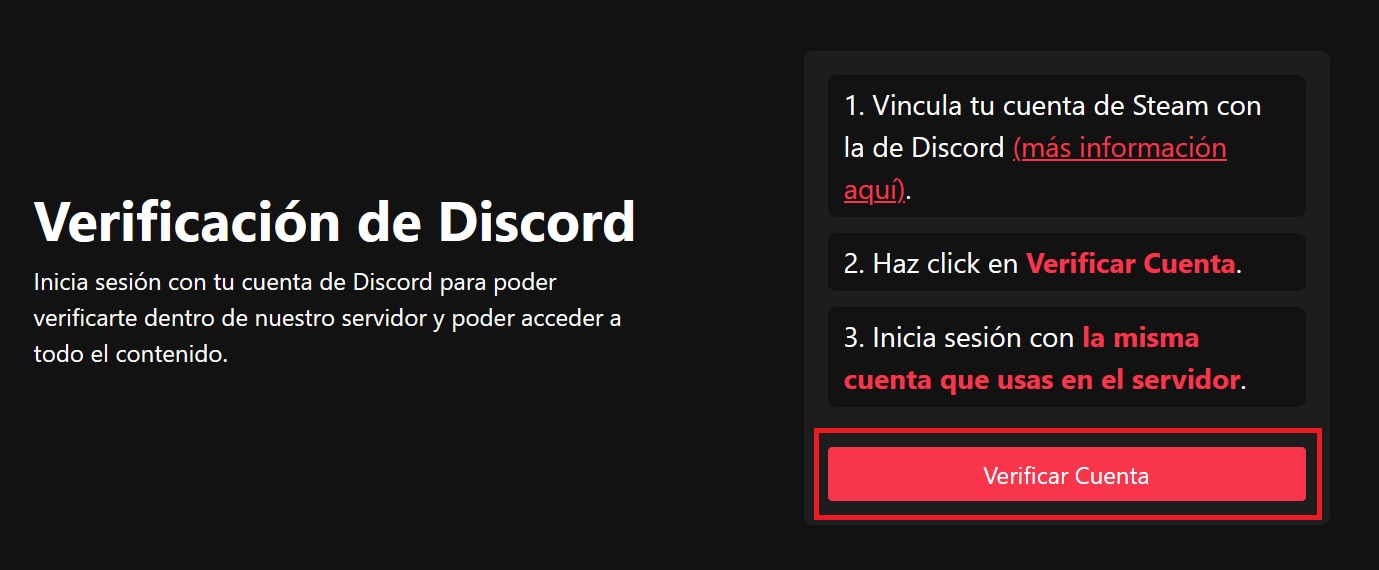 Verificación de Discord
Inicia sesión con tu cuenta de Discord para poder
verificarte dentro de nuestro servidor y poder acceder a
todo el contenido.
1. Vincula tu cuenta de Steam con
la de Discord (más información
aquí).
2. Haz click en Verificar Cuenta.
3. Inicia sesión con la misma
cuenta que usas en el servidor.
Verificar Cuenta